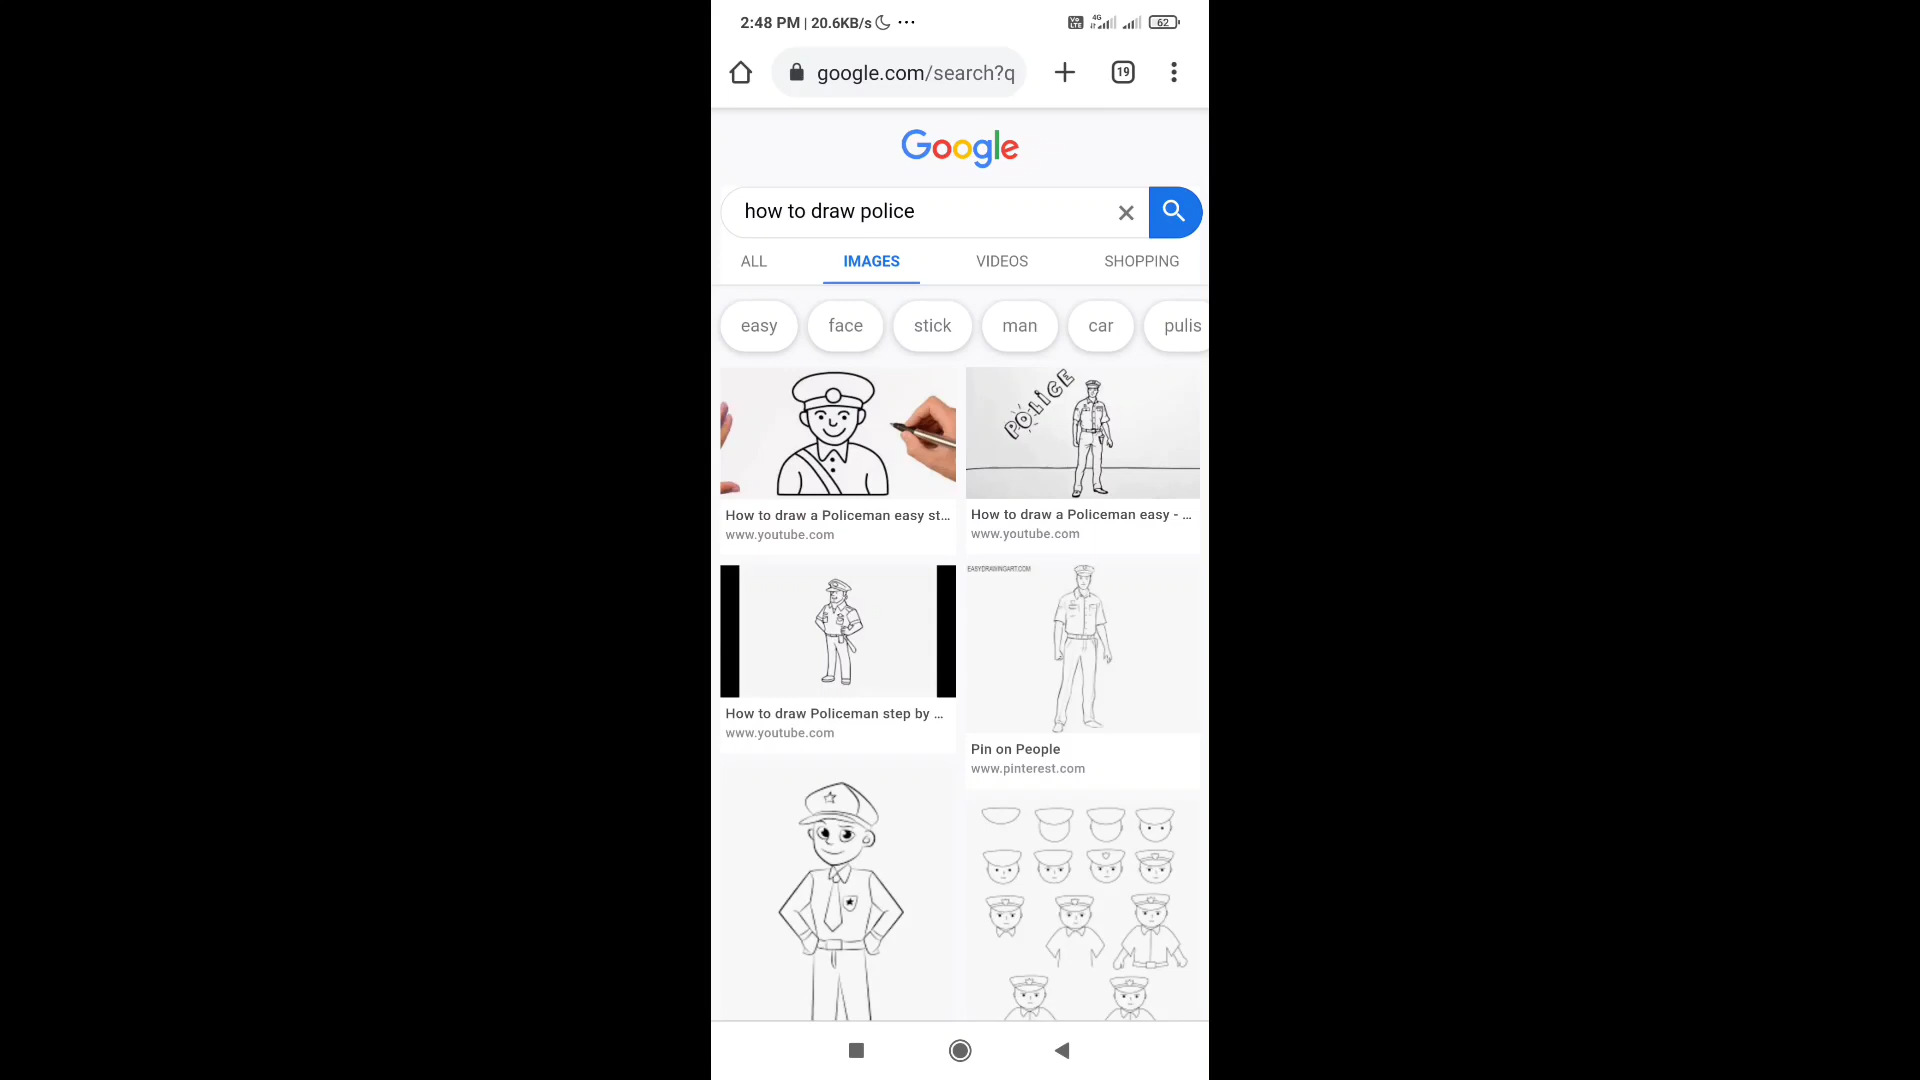 2:48 PM | 20.6KB/s ...
Vo LTE 4G 62
google.com/search?q
19
Google
how to draw police
ALL IMAGES VIDEOS SHOPPING
easy face stick man car pulis
POLICE
How to draw a Policeman easy st...
www.youtube.com
How to draw a Policeman easy - ...
www.youtube.com
EASYDRAWINGART.COM
How to draw Policeman step by ...
www.youtube.com
Pin on People
www.pinterest.com